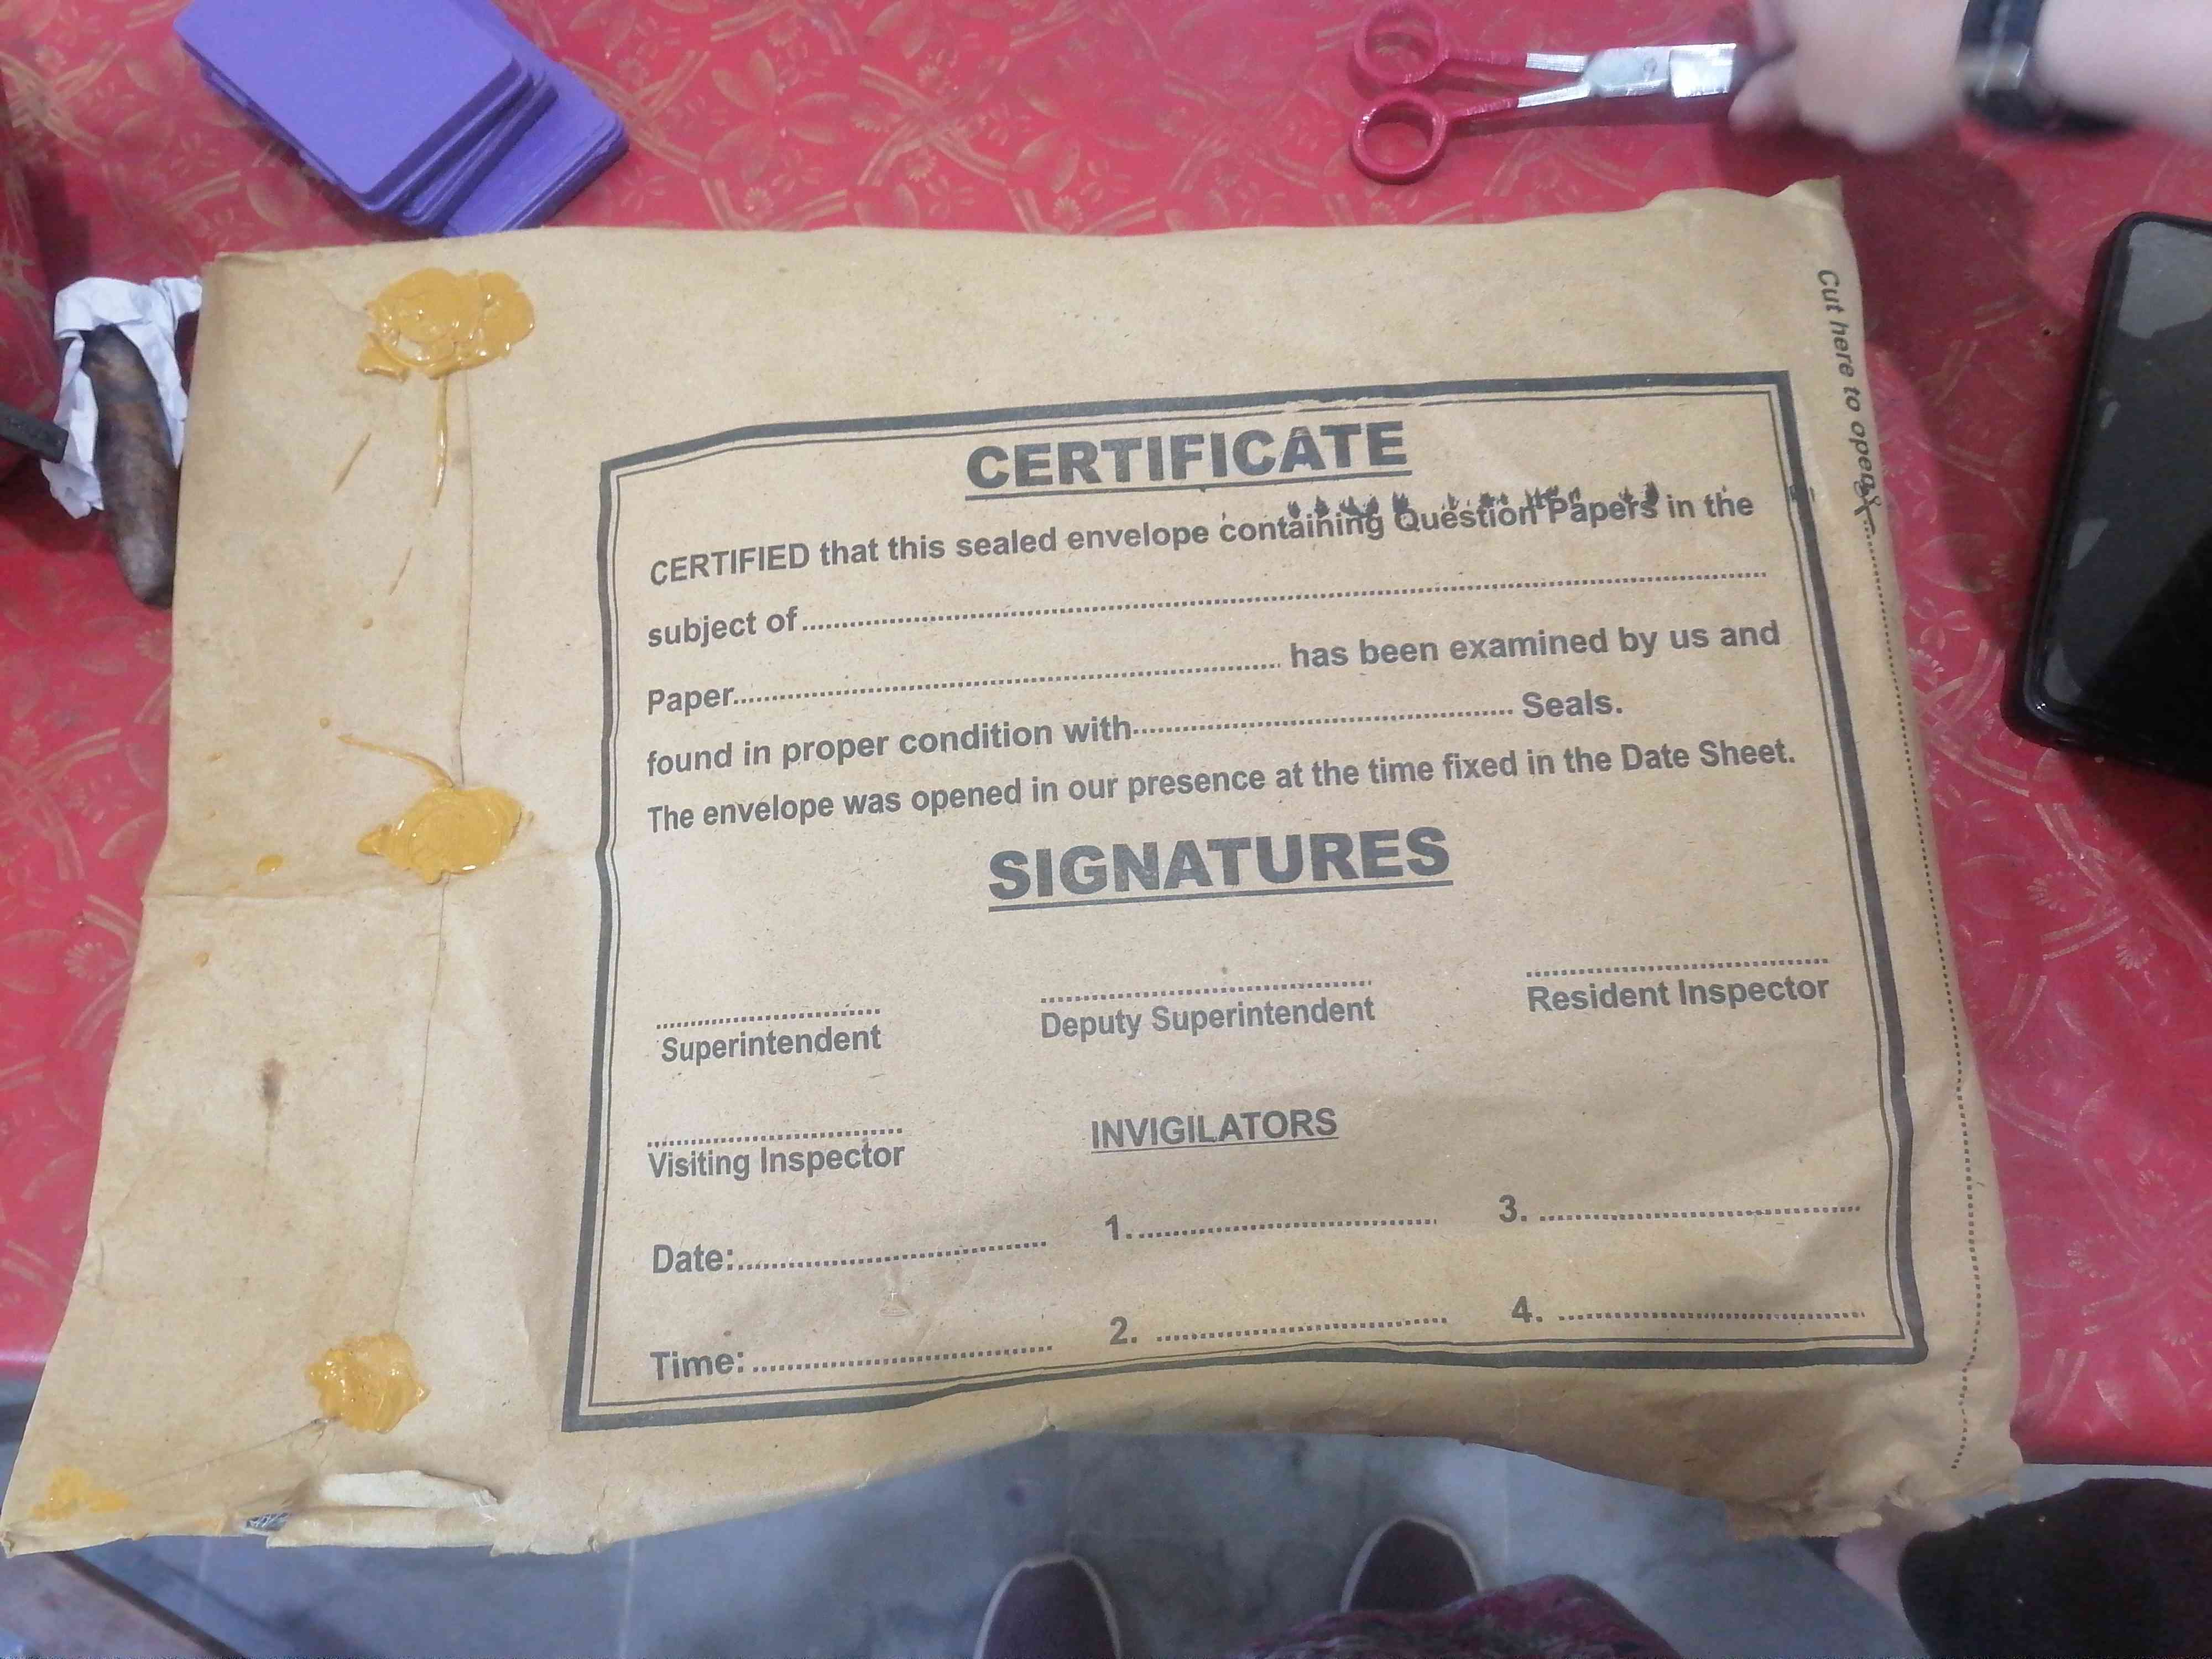 Cut here to open
CERTIFICATE
CERTIFIED that this sealed envelope containing Question Papers in the
subject of..........................................................................
Paper............................................ has been examined by us and
found in proper condition with.............................. Seals.
The envelope was opened in our presence at the time fixed in the Date Sheet.
SIGNATURES
Superintendent
Deputy Superintendent
Resident Inspector
Visiting Inspector
INVIGILATORS
Date:..............................
1...............................
3. ..............................
Time:..............................
2. ..............................
4. ..............................